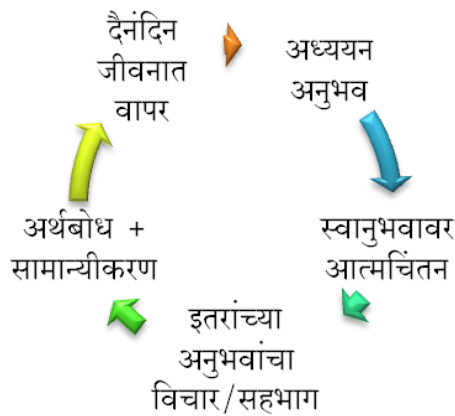 दैनंदिन
जीवनात
वापर
अध्ययन
अनुभव
स्वानुभवावर
आत्मचिंतन
इतरांच्या
अनुभवांचा
विचार/सहभाग
अर्थबोध +
सामान्यीकरण